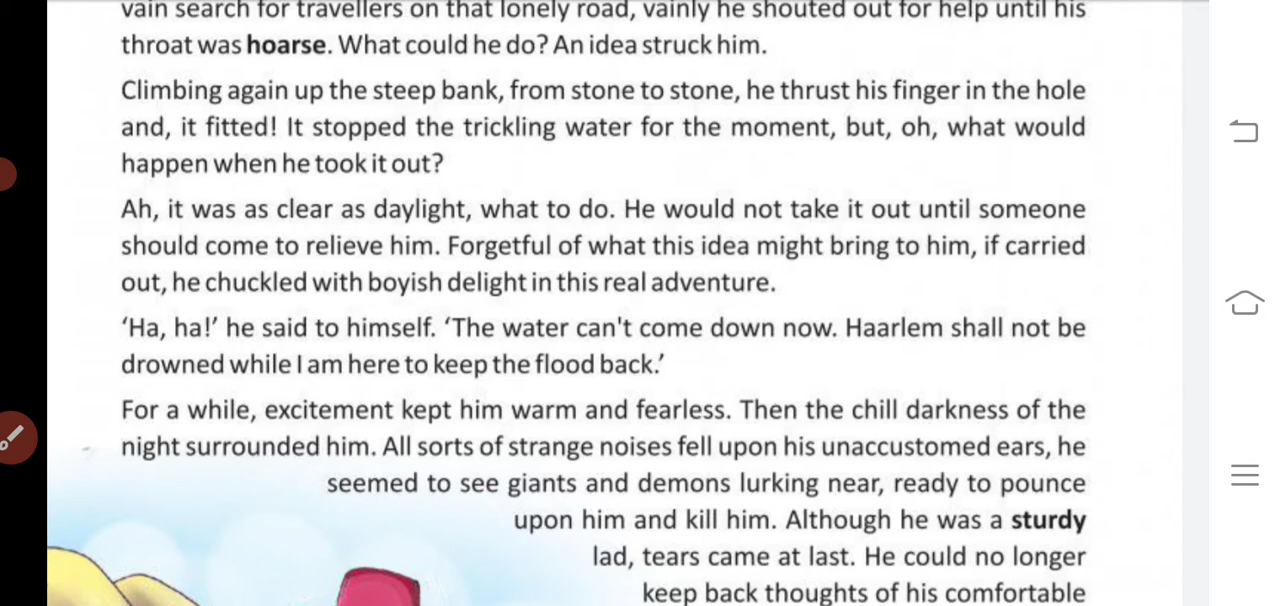 vain search for travellers on that lonely road, vainly he shouted out for help until his
throat was hoarse. What could he do? An idea struck him.
Climbing again up the steep bank, from stone to stone, he thrust his finger in the hole
and, it fitted! It stopped the trickling water for the moment, but, oh, what would
happen when he took it out?
Ah, it was as clear as daylight, what to do. He would not take it out until someone
should come to relieve him. Forgetful of what this idea might bring to him, if carried
out, he chuckled with boyish delight in this real adventure.
‘Ha, ha!’ he said to himself. ‘The water can't come down now. Haarlem shall not be
drowned while I am here to keep the flood back.’
For a while, excitement kept him warm and fearless. Then the chill darkness of the
night surrounded him. All sorts of strange noises fell upon his unaccustomed ears, he
seemed to see giants and demons lurking near, ready to pounce
upon him and kill him. Although he was a sturdy
lad, tears came at last. He could no longer
keep back thoughts of his comfortable